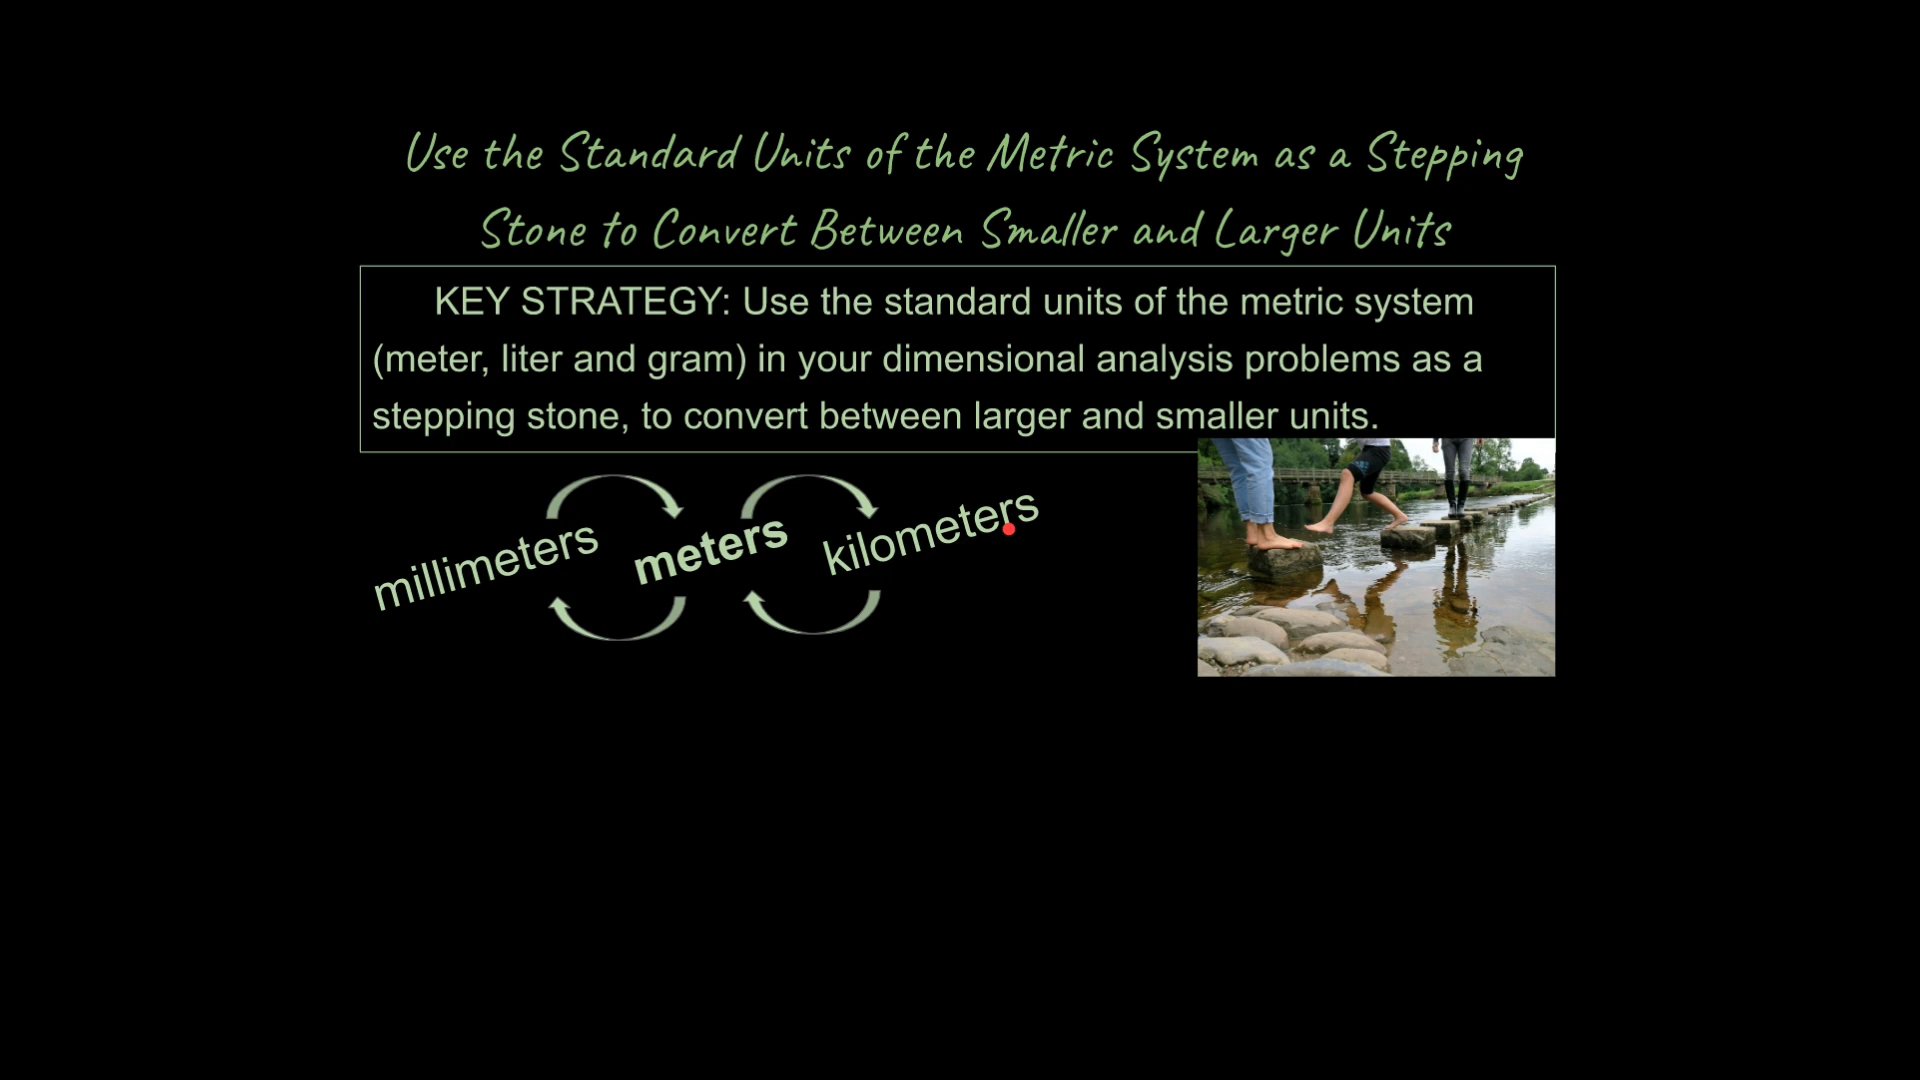 Use the Standard Units of the Metric System as a Stepping
Stone to Convert Between Smaller and Larger Units
KEY STRATEGY: Use the standard units of the metric system
(meter, liter and gram) in your dimensional analysis problems as a
stepping stone, to convert between larger and smaller units.
millimeters meters kilometers